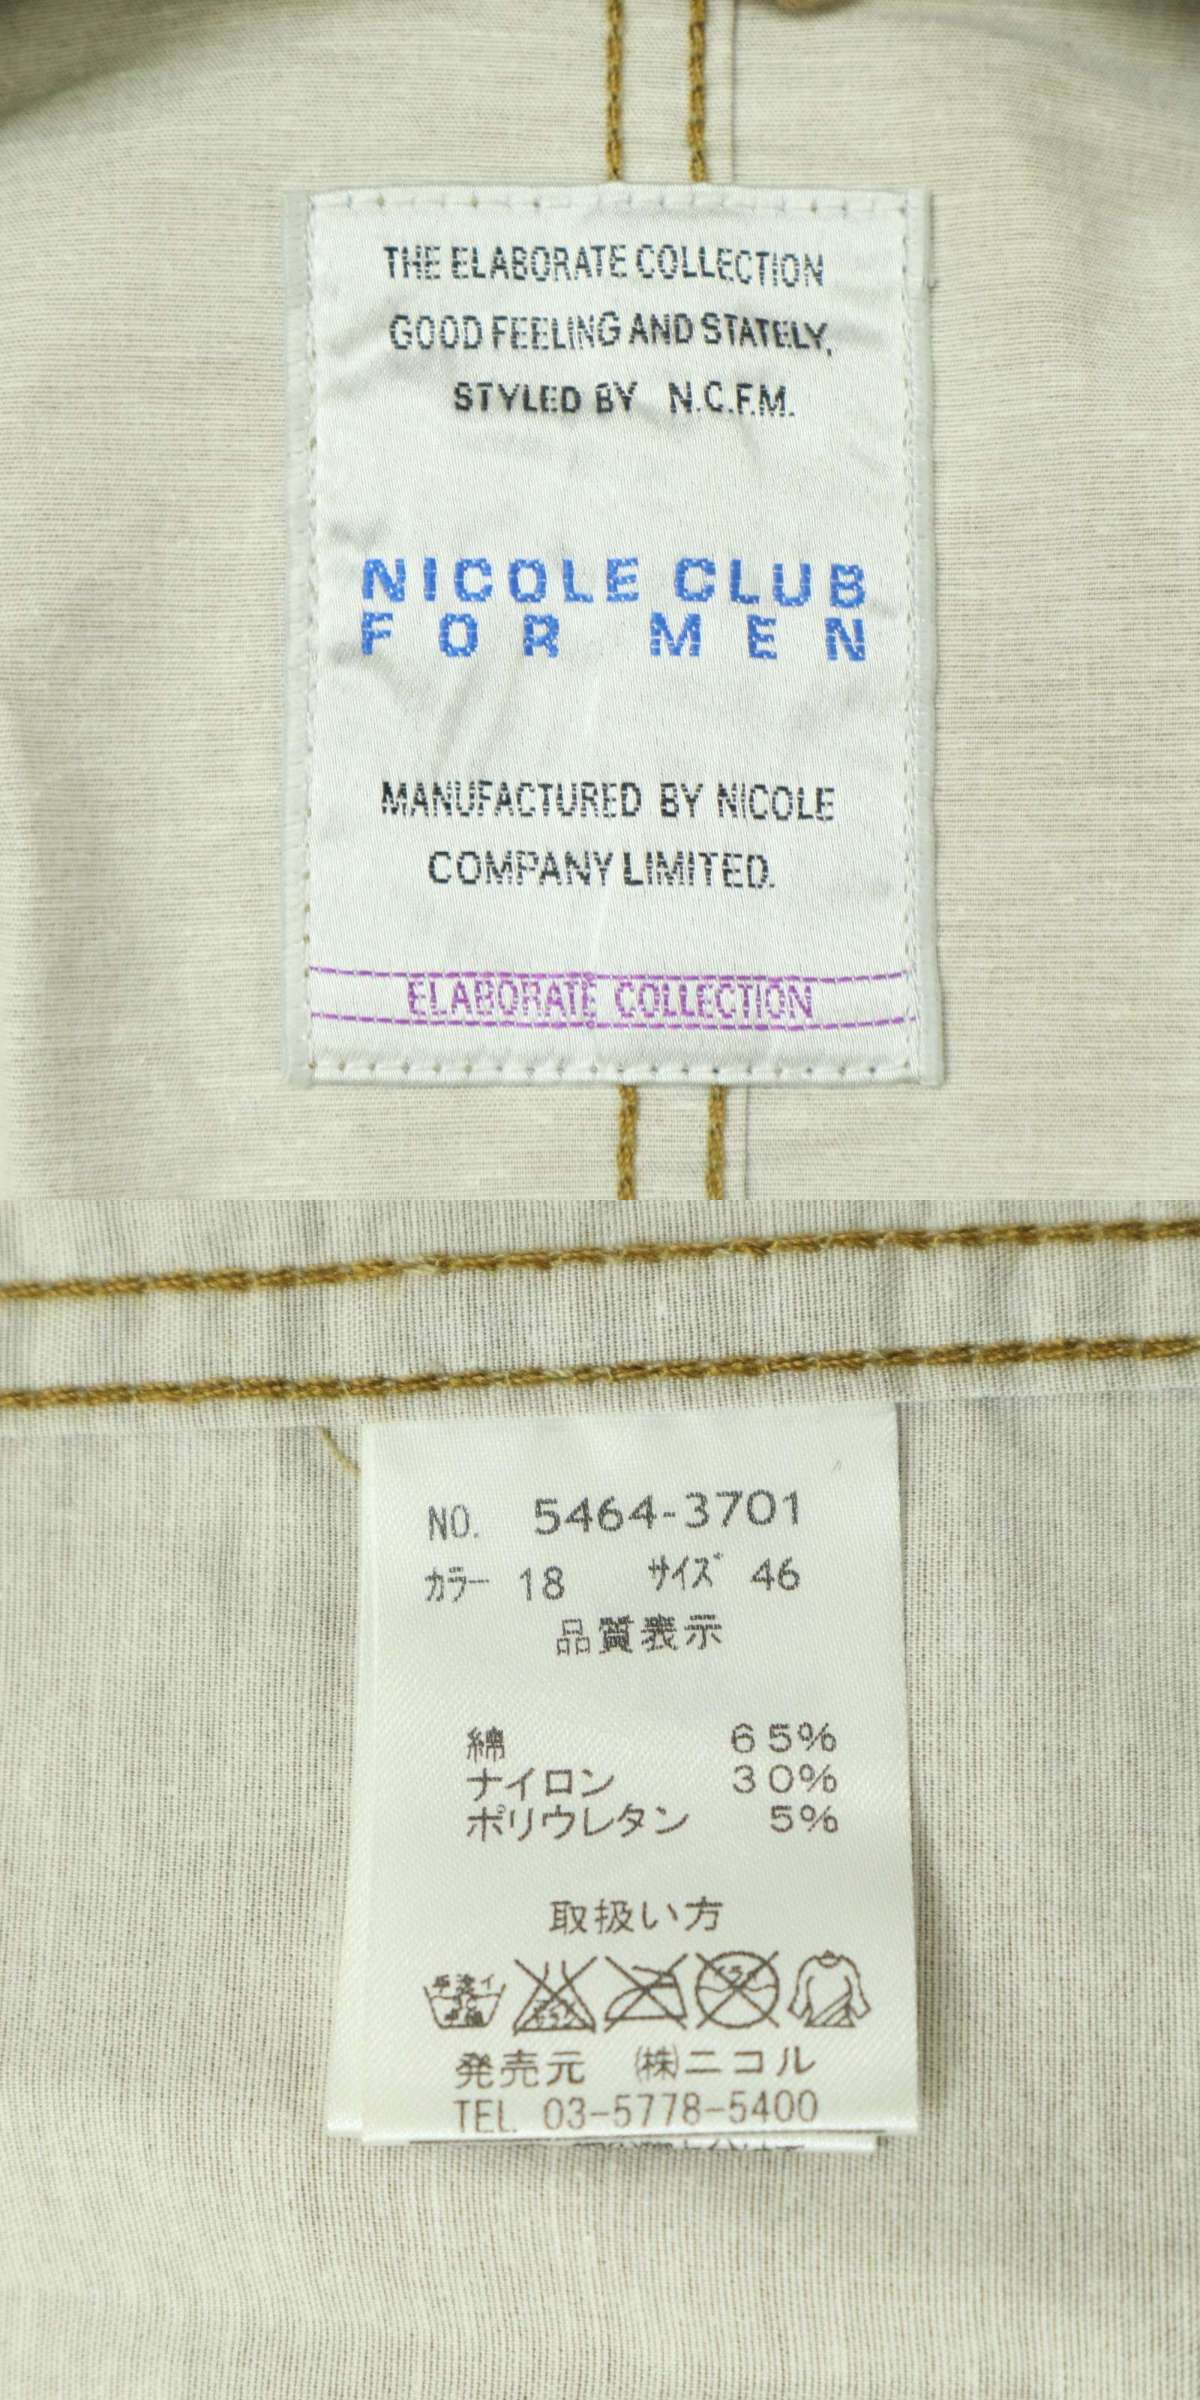 THE ELABORATE COLLECTION
GOOD FEELING AND STATELY,
STYLED BY N.C.F.M.
NICOLE CLUB
FOR MEN
MANUFACTURED BY NICOLE
COMPANY LIMITED.
ELABORATE COLLECTION
NO. 5464-3701
カラー 18 サイズ 46
品質表示
綿 65%
ナイロン 30%
ポリウレタン 5%
取扱い方
手洗イ
発売元 ㈱ニコル
TEL 03-5778-5400